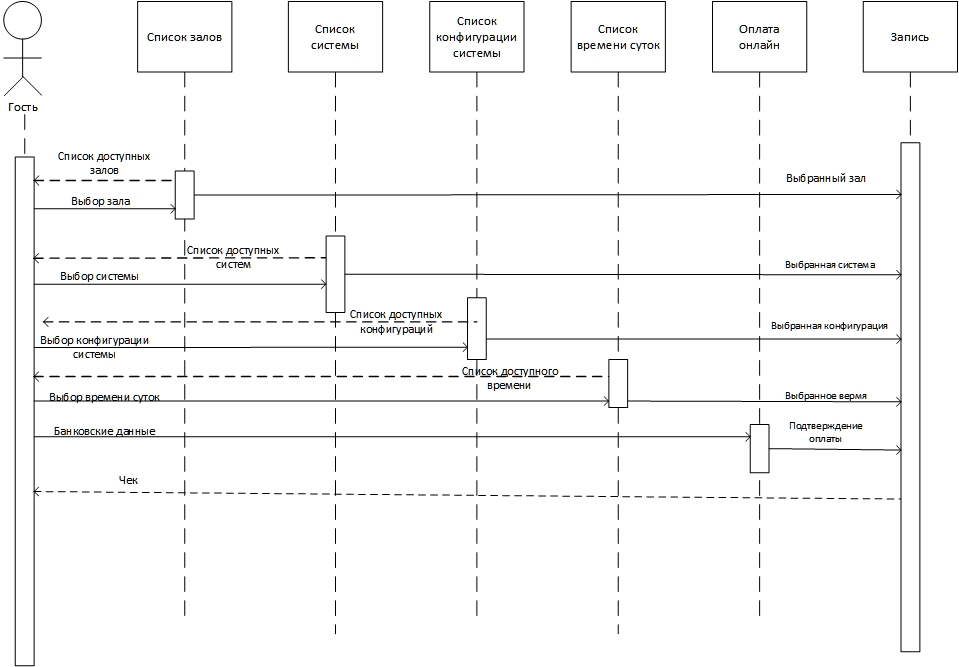 Список залов
Список
системы
Список
конфигурации
системы
Список
времени суток
Оплата
онлайн
Запись
Гость
Список доступных
залов
Выбранный зал
Выбор зала
Список доступных
систем
Выбранная система
Выбор системы
Список доступных
конфигураций
Выбранная конфигурация
Выбор конфигурации
системы
Список доступного
времени
Выбранное вермя
Выбор времени суток
Банковские данные
Подтверждение
оплаты
Чек